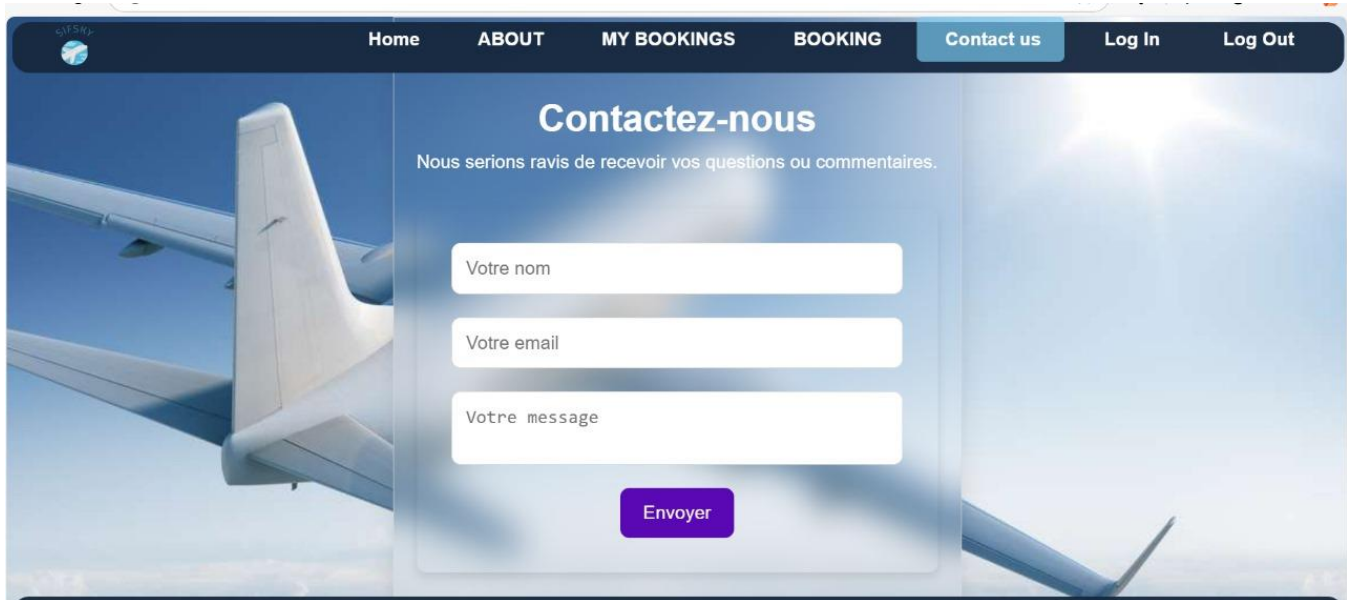 SIFSKY
Home ABOUT MY BOOKINGS BOOKING Contact us Log In Log Out
Contactez-nous
Nous serions ravis de recevoir vos questions ou commentaires.
Votre nom
Votre email
Votre message
Envoyer